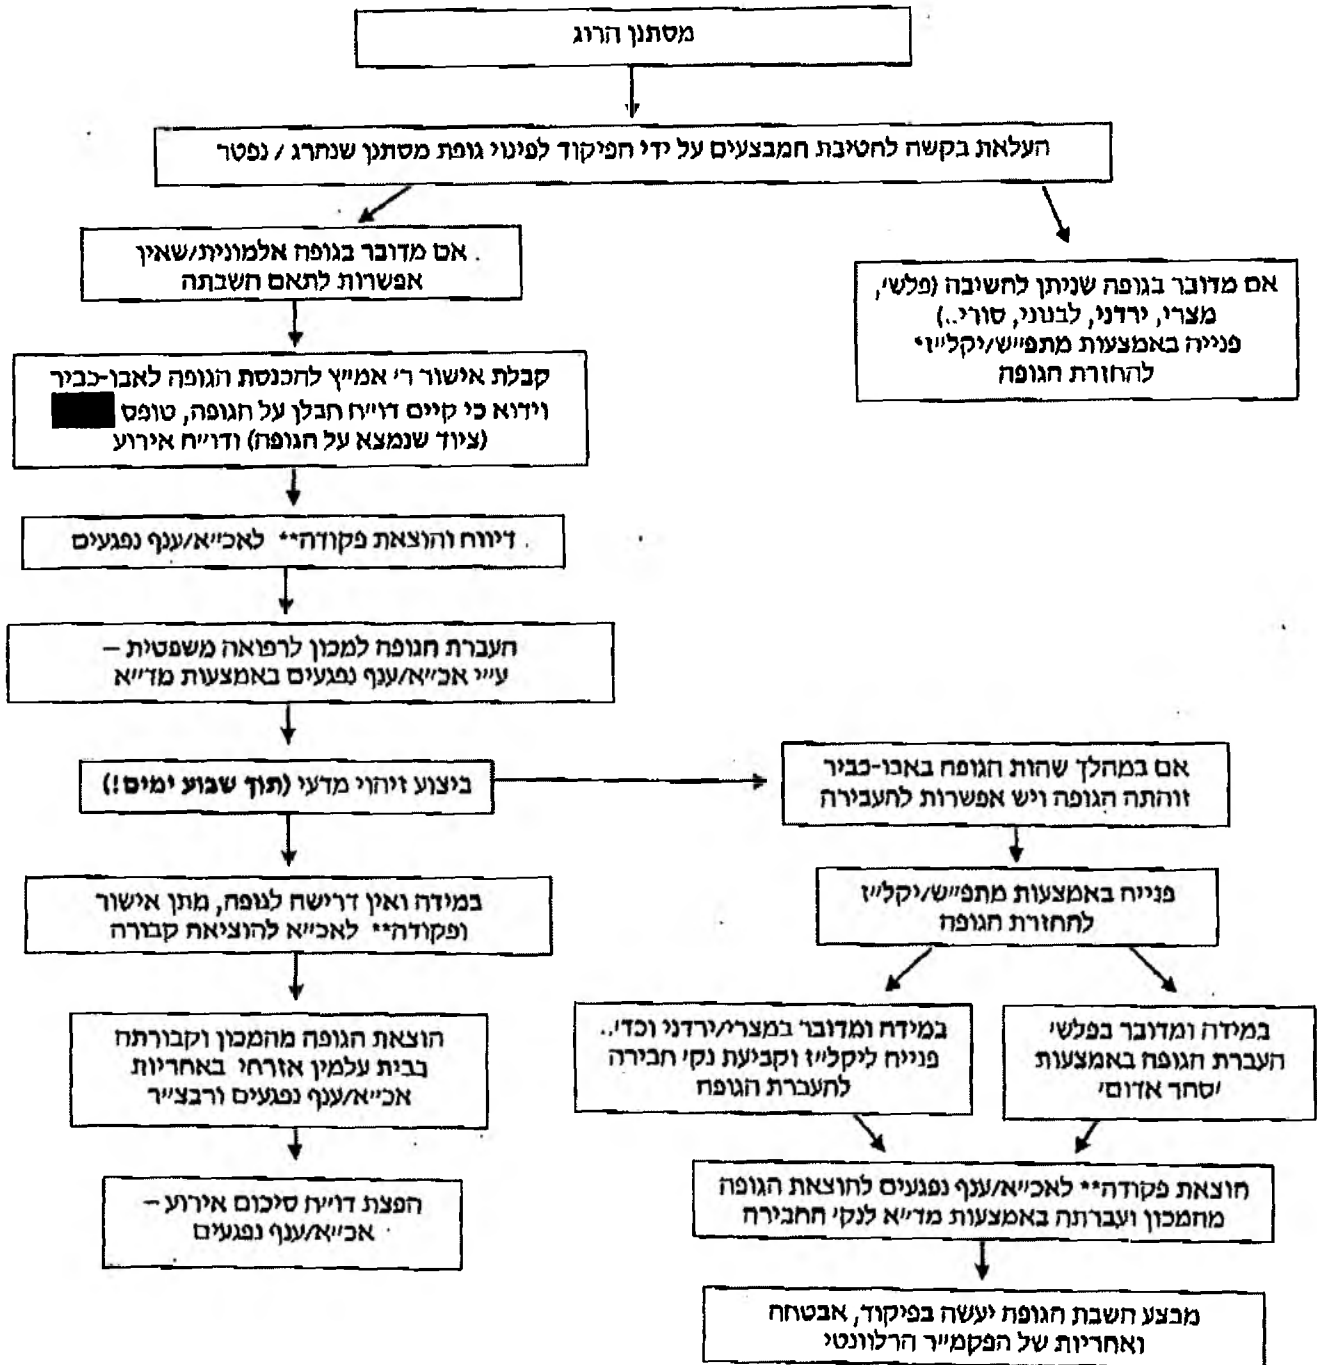 מסתנן הרוג
העלאת בקשה לחטיבת המבצעים על ידי הפיקוד לפינוי גופת מסתנן שנהרג / נפטר
אם מדובר בגופה אלמונית/שאין
אפשרות לתאם השבתה
אם מדובר בגופה שניתן להשיבה (פלשי,
מצרי, ירדני, לבנוני, סורי..)
פנייה באמצעות מתפ״ש/יקל״ז*
להחזרת הגופה
קבלת אישור ר׳ אמ״ץ להכנסת הגופה לאבו-כביר
וידוא כי קיים דו״ח חבלן על הגופה, טופס
(ציוד שנמצא על הגופה) ודו״ח אירוע
דיווח והוצאת פקודה** לאכ״א/ענף נפגעים
העברת הגופה למכון לרפואה משפטית –
ע״י אכ״א/ענף נפגעים באמצעות מד״א
ביצוע זיהוי מדעי (תוך שבוע ימים!)
אם במהלך שהות הגופה באבו-כביר
זוהתה הגופה ויש אפשרות להעבירה
במידה ואין דרישה לגופה, מתן אישור
ופקודה** לאכ״א להוציאת קבורה
פנייה באמצעות מתפ״ש/יקל״ז
להחזרת הגופה
הוצאת הגופה מהמכון וקבורתה
בבית עלמין אזרחי באחריות
אכ״א/ענף נפגעים ורבצ״ר
במידה ומדובר במצרי/ירדני וכדי..
פנייה ליקל״ז וקביעת נקי חבירה
להעברת הגופה
במידה ומדובר בפלשי
העברת הגופה באמצעות
׳סהר אדום׳
הפצת דו״ח סיכום אירוע –
אכ״א/ענף נפגעים
הוצאת פקודה** לאכ״א/ענף נפגעים להוצאת הגופה
מהמכון ועברתה באמצעות מד״א לנקי החבירה
מבצע השבת הגופה יעשה בפיקוד, אבטחה
ואחריות של הפקמ״ר הרלוונטי